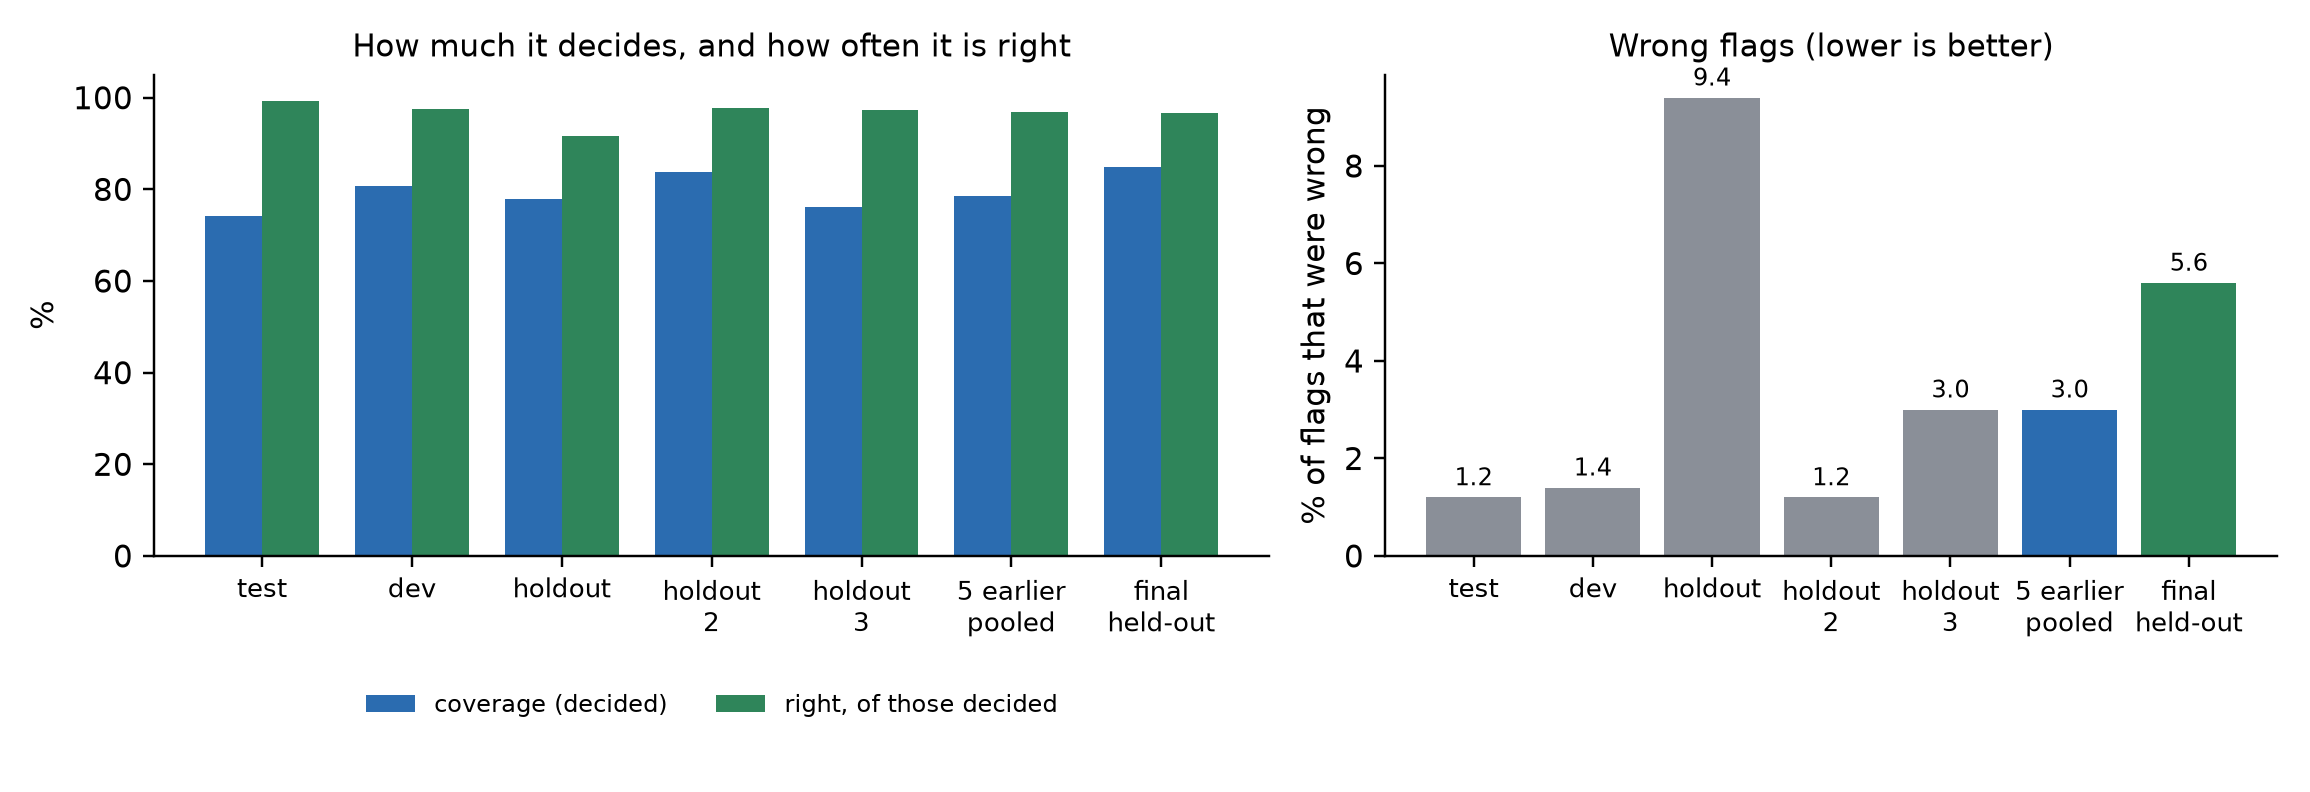 How much it decides, and how often it is right
%
100
80
60
40
20
0
test
dev
holdout
holdout
2
holdout
3
5 earlier
pooled
final
held-out
coverage (decided)
right, of those decided
Wrong flags (lower is better)
% of flags that were wrong
8
6
4
2
0
1.2
1.4
9.4
1.2
3.0
3.0
5.6
test
dev
holdout
holdout
2
holdout
3
5 earlier
pooled
final
held-out